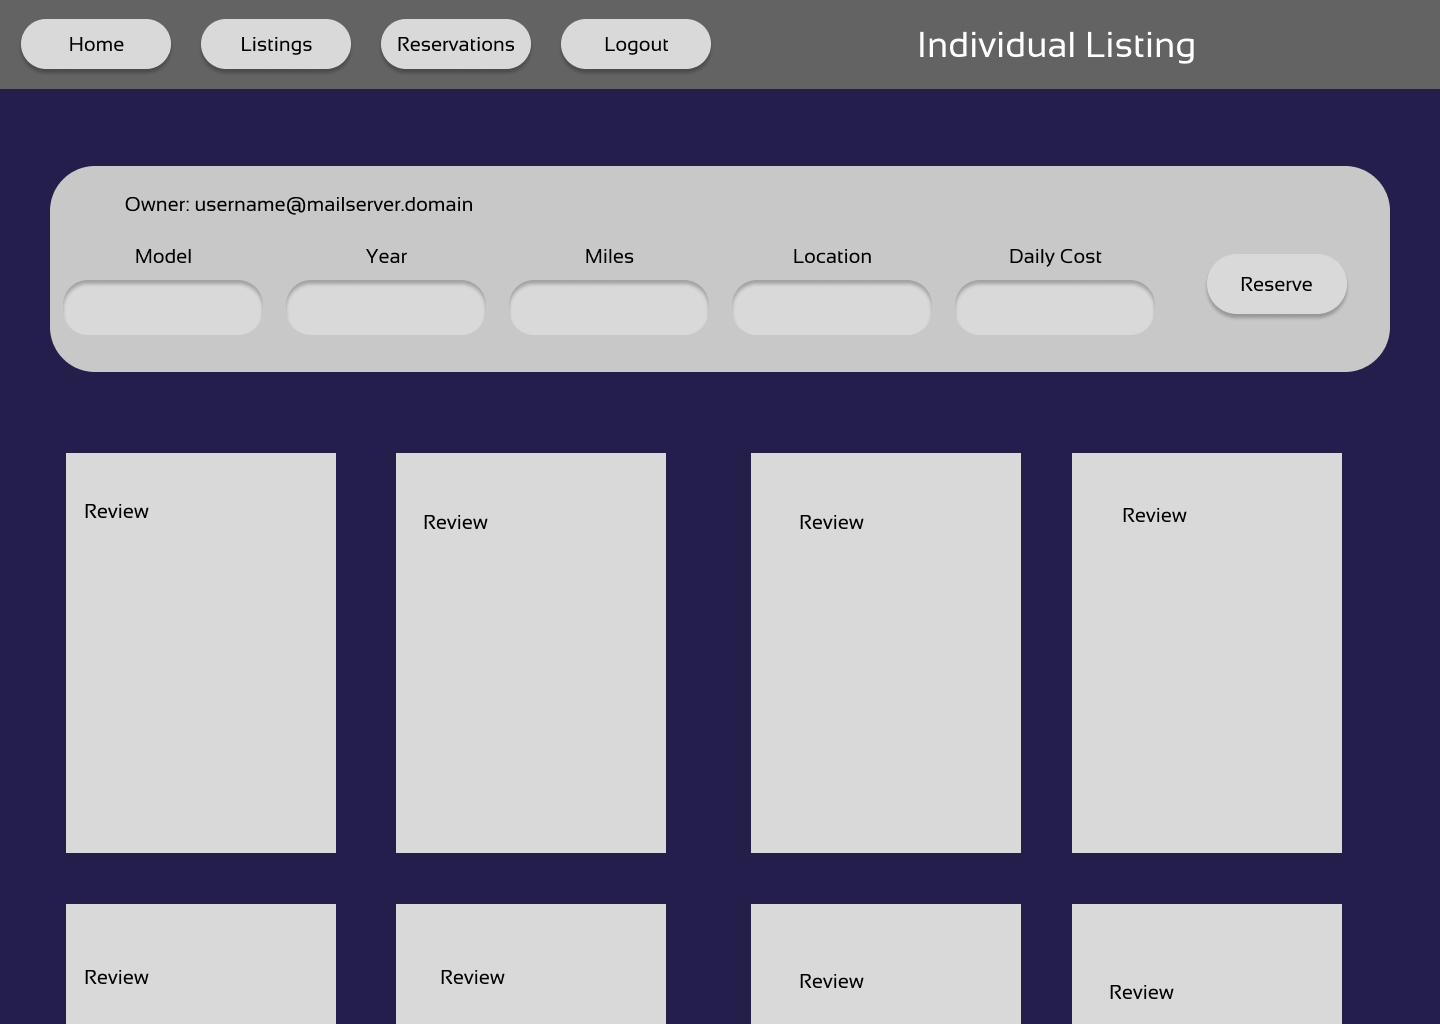 Home
Listings
Reservations
Logout
Individual Listing
Owner: username@mailserver.domain
Model
Year
Miles
Location
Daily Cost
Reserve
Review
Review
Review
Review
Review
Review
Review
Review